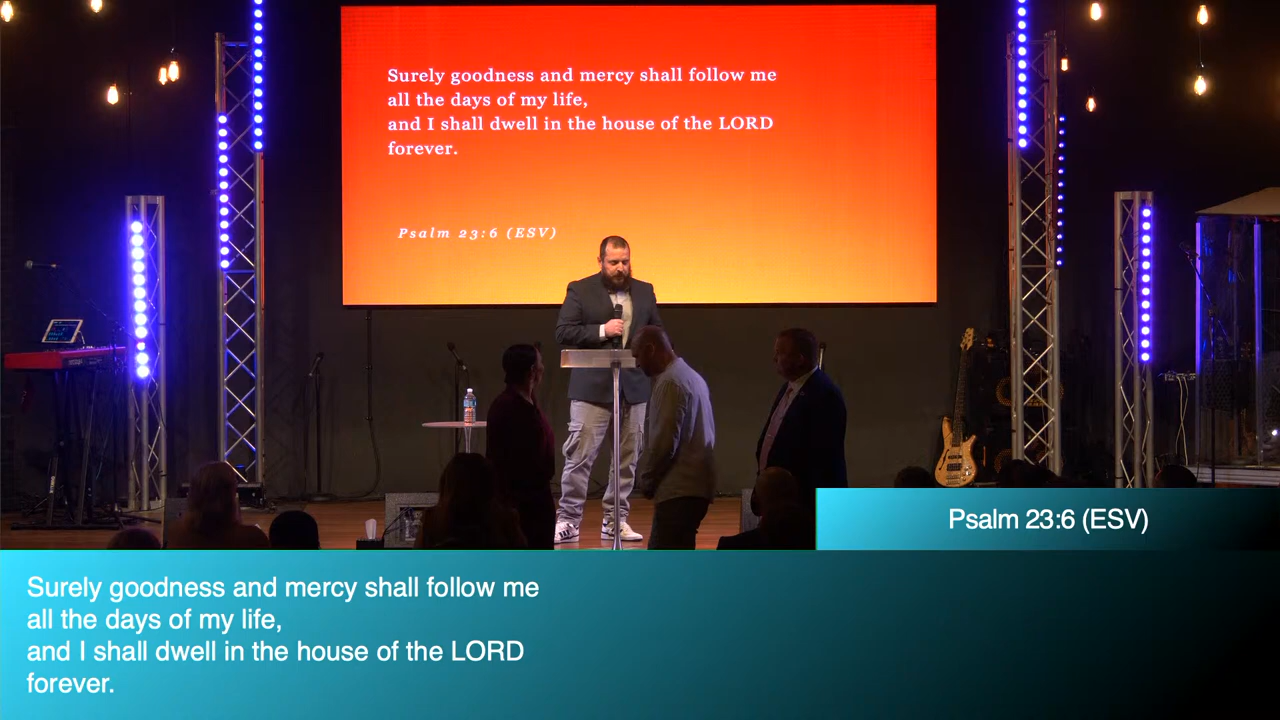 Surely goodness and mercy shall follow me
all the days of my life,
and I shall dwell in the house of the LORD
forever.
Psalm 23:6 (ESV)
Psalm 23:6 (ESV)
Surely goodness and mercy shall follow me
all the days of my life,
and I shall dwell in the house of the LORD
forever.